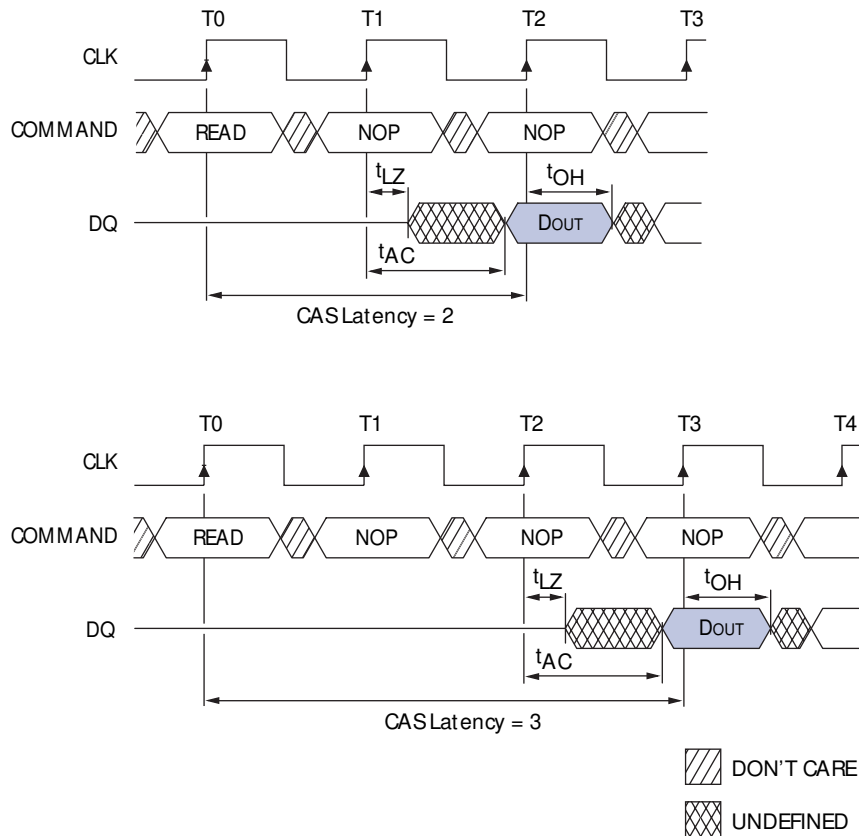 T0 T1 T2 T3
CLK
COMMAND READ NOP NOP
tLZ tOH
DQ DOUT
tAC
CAS Latency = 2
T0 T1 T2 T3 T4
CLK
COMMAND READ NOP NOP NOP
tLZ tOH
DQ DOUT
tAC
CAS Latency = 3
DON'T CARE
UNDEFINED